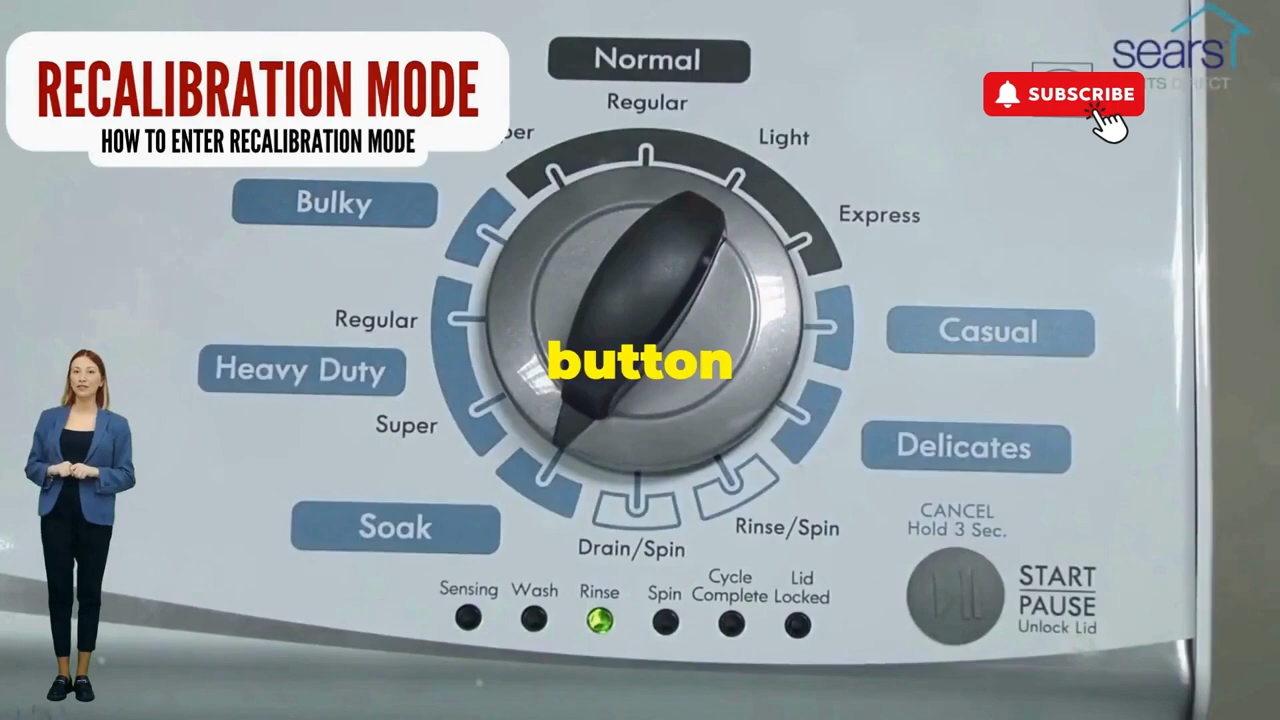 RECALIBRATION MODE
HOW TO ENTER RECALIBRATION MODE
sears
SUBSCRIBE
Normal
Regular
Light
Bulky
Express
Regular
Casual
Heavy Duty
button
Super
Delicates
Soak
Rinse/Spin
Drain/Spin
CANCEL
Hold 3 Sec.
Sensing
Wash
Rinse
Spin
Cycle
Complete
Lid
Locked
START
PAUSE
Unlock Lid